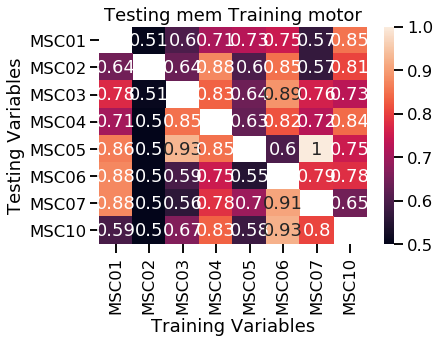 Testing mem Training motor
Testing Variables
MSC01 0.51 0.6 0.71 0.73 0.75 0.57 0.85
MSC02 0.64 0.64 0.88 0.6 0.85 0.57 0.81
MSC03 0.78 0.51 0.83 0.64 0.89 0.76 0.73
MSC04 0.71 0.5 0.85 0.63 0.82 0.72 0.84
MSC05 0.86 0.5 0.93 0.85 0.6 1 0.75
MSC06 0.88 0.5 0.59 0.75 0.55 0.79 0.78
MSC07 0.88 0.5 0.56 0.78 0.7 0.91 0.65
MSC10 0.59 0.5 0.67 0.83 0.58 0.93 0.8
MSC01 MSC02 MSC03 MSC04 MSC05 MSC06 MSC07 MSC10
Training Variables
1.0
0.9
0.8
0.7
0.6
0.5